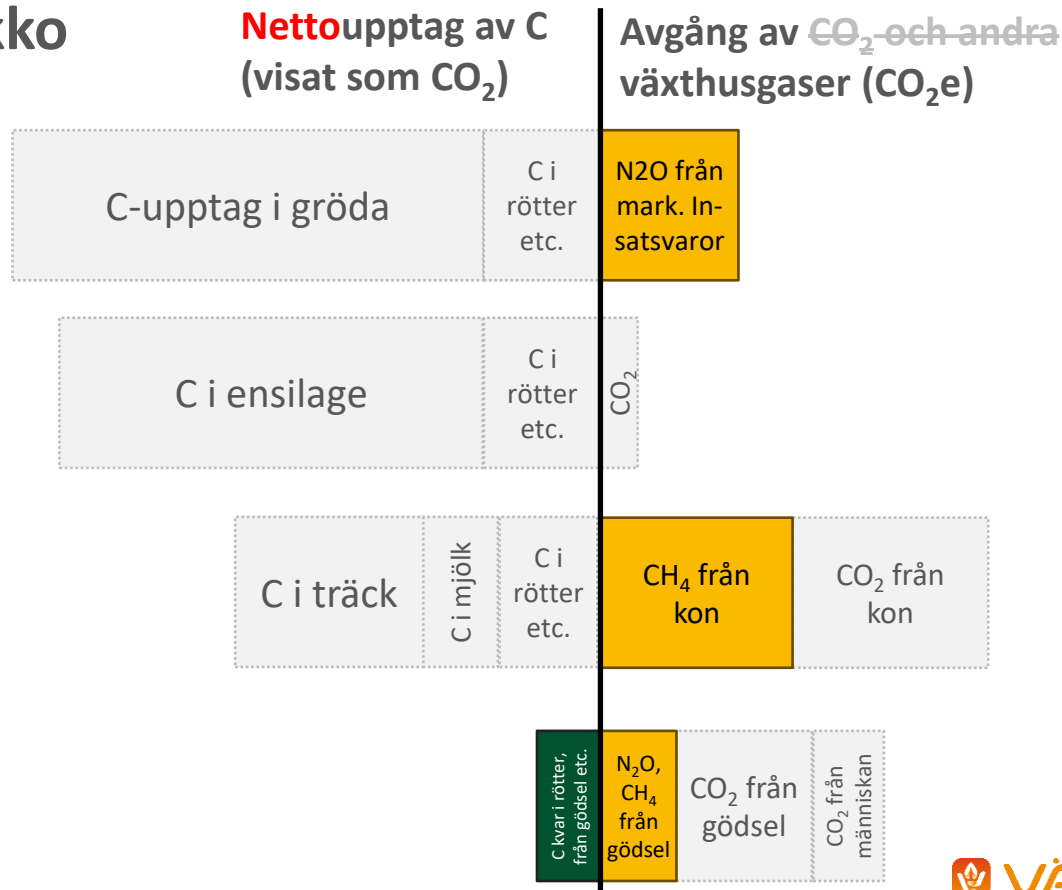 Nettoupptag av C
(visat som CO₂)
Avgång av CO₂ och andra
växthusgaser (CO₂e)
C-upptag i gröda
C i
rötter
etc.
N2O från
mark. In-
satsvaror
C i ensilage
C i
rötter
etc.
CO₂
C i träck
C i mjölk
C i
rötter
etc.
CH₄ från
kon
CO₂ från
kon
C kvar i rötter,
från gödsel etc.
N₂O,
CH₄
från
gödsel
CO₂ från
gödsel
CO₂ från
människan